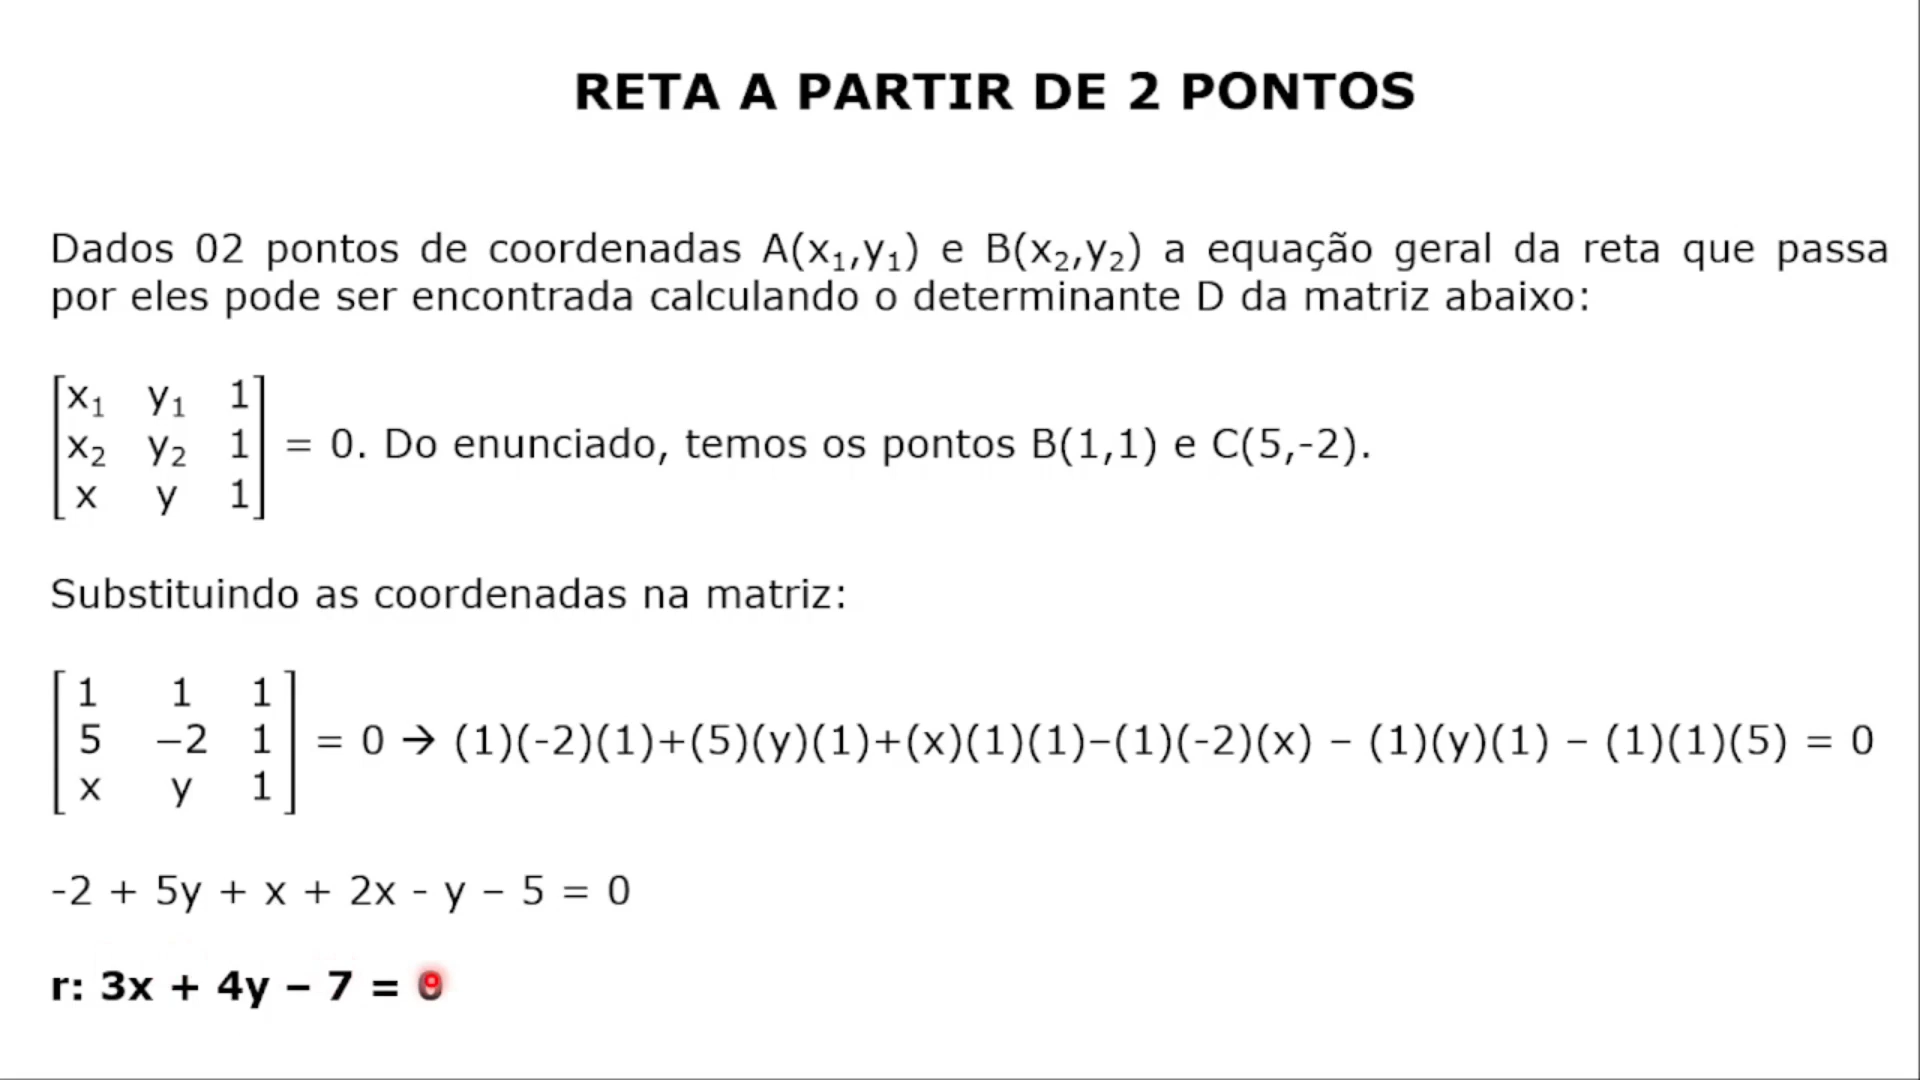 RETA A PARTIR DE 2 PONTOS
Dados 02 pontos de coordenadas A(x₁,y₁) e B(x₂,y₂) a equação geral da reta que passa
por eles pode ser encontrada calculando o determinante D da matriz abaixo:
[x₁ y₁ 1]
[x₂ y₂ 1] = 0. Do enunciado, temos os pontos B(1,1) e C(5,-2).
[x y 1]
Substituindo as coordenadas na matriz:
[1 1 1]
[5 −2 1] = 0 → (1)(-2)(1)+(5)(y)(1)+(x)(1)(1)−(1)(-2)(x) – (1)(y)(1) – (1)(1)(5) = 0
[x y 1]
-2 + 5y + x + 2x - y – 5 = 0
r: 3x + 4y – 7 = 0